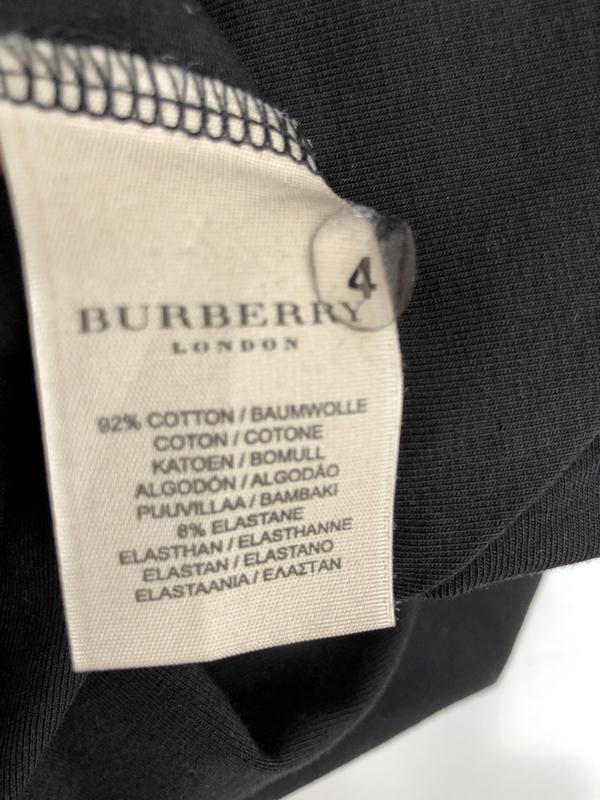 4
BURBERRY
LONDON
92% COTTON / BAUMWOLLE
COTON / COTONE
KATOEN / BOMULL
ALGODÓN / ALGODÃO
PUUVILLAA / BAMBAKI
8% ELASTANE
ELASTHAN / ELASTHANNE
ELASTAN / ELASTANO
ELASTAANIA / ΕΛΑΣΤΑΝ